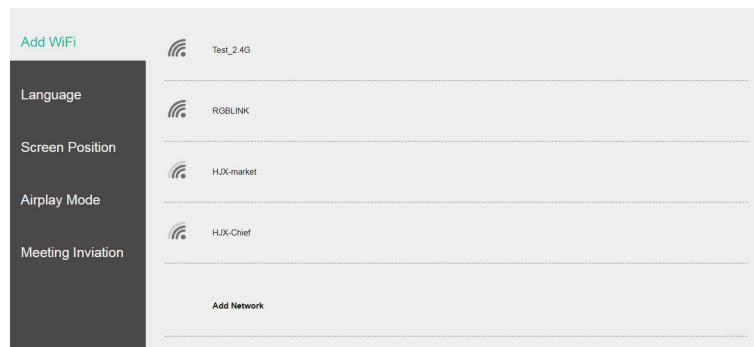 Add WiFi
Test_2.4G
Language
RGBLINK
Screen Position
HJX-market
Airplay Mode
HJX-Chief
Meeting Inviation
Add Network